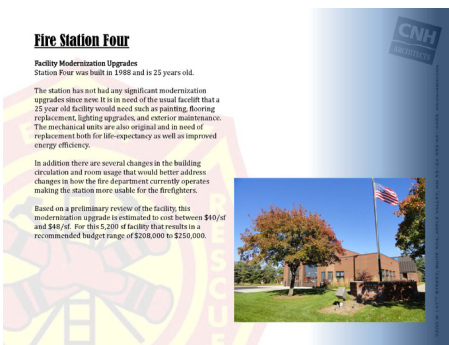 Fire Station Four
CNH
ARCHITECTS
Facility Modernization Upgrades
Station Four was built in 1988 and is 25 years old.
The station has not had any significant modernization
upgrades since new. It is in need of the usual facelift that a
25 year old facility would need such as painting, flooring
replacement, lighting upgrades, and exterior maintenance.
The mechanical units are also original and in need of
replacement both for life-expectancy as well as improved
energy efficiency.
In addition there are several changes in the building
circulation and room usage that would better address
changes in how the fire department currently operates
making the station more usable for the firefighters.
Based on a preliminary review of the facility, this
modernization upgrade is estimated to cost between $40/sf
and $48/sf. For this 5,200 sf facility that results in a
recommended budget range of $208,000 to $250,000.
RESCUE